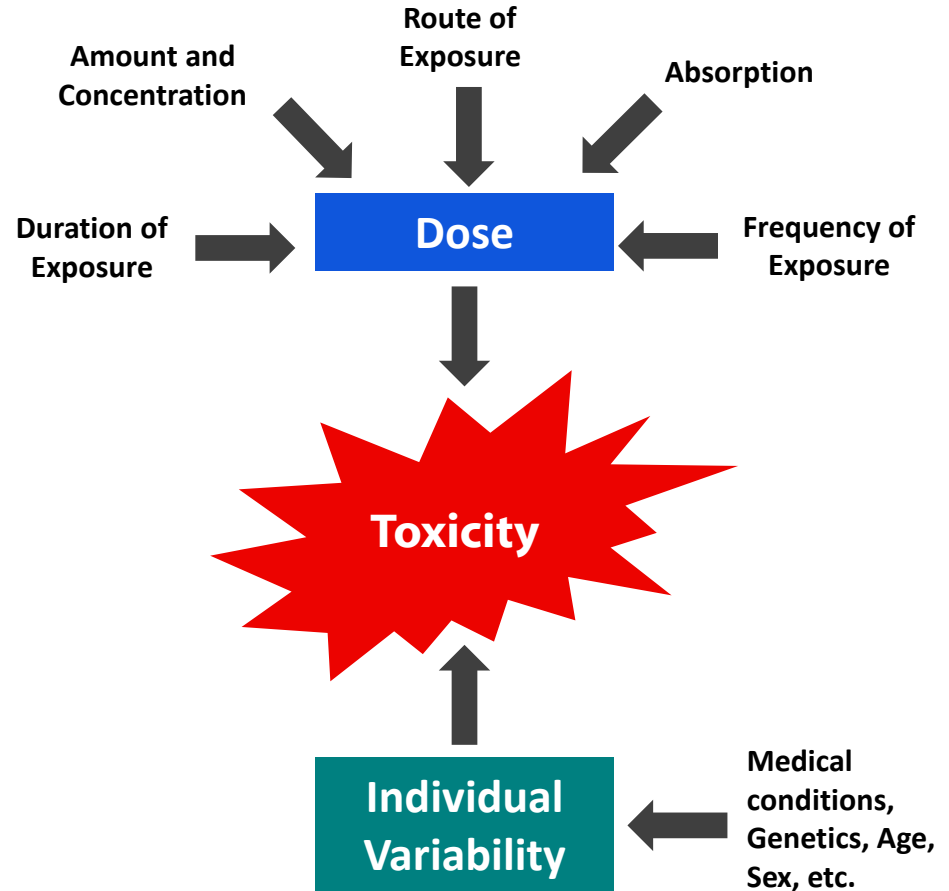 Route of
Exposure
Amount and
Concentration
Absorption
Duration of
Exposure
Dose
Frequency of
Exposure
Toxicity
Individual
Variability
Medical
conditions,
Genetics, Age,
Sex, etc.